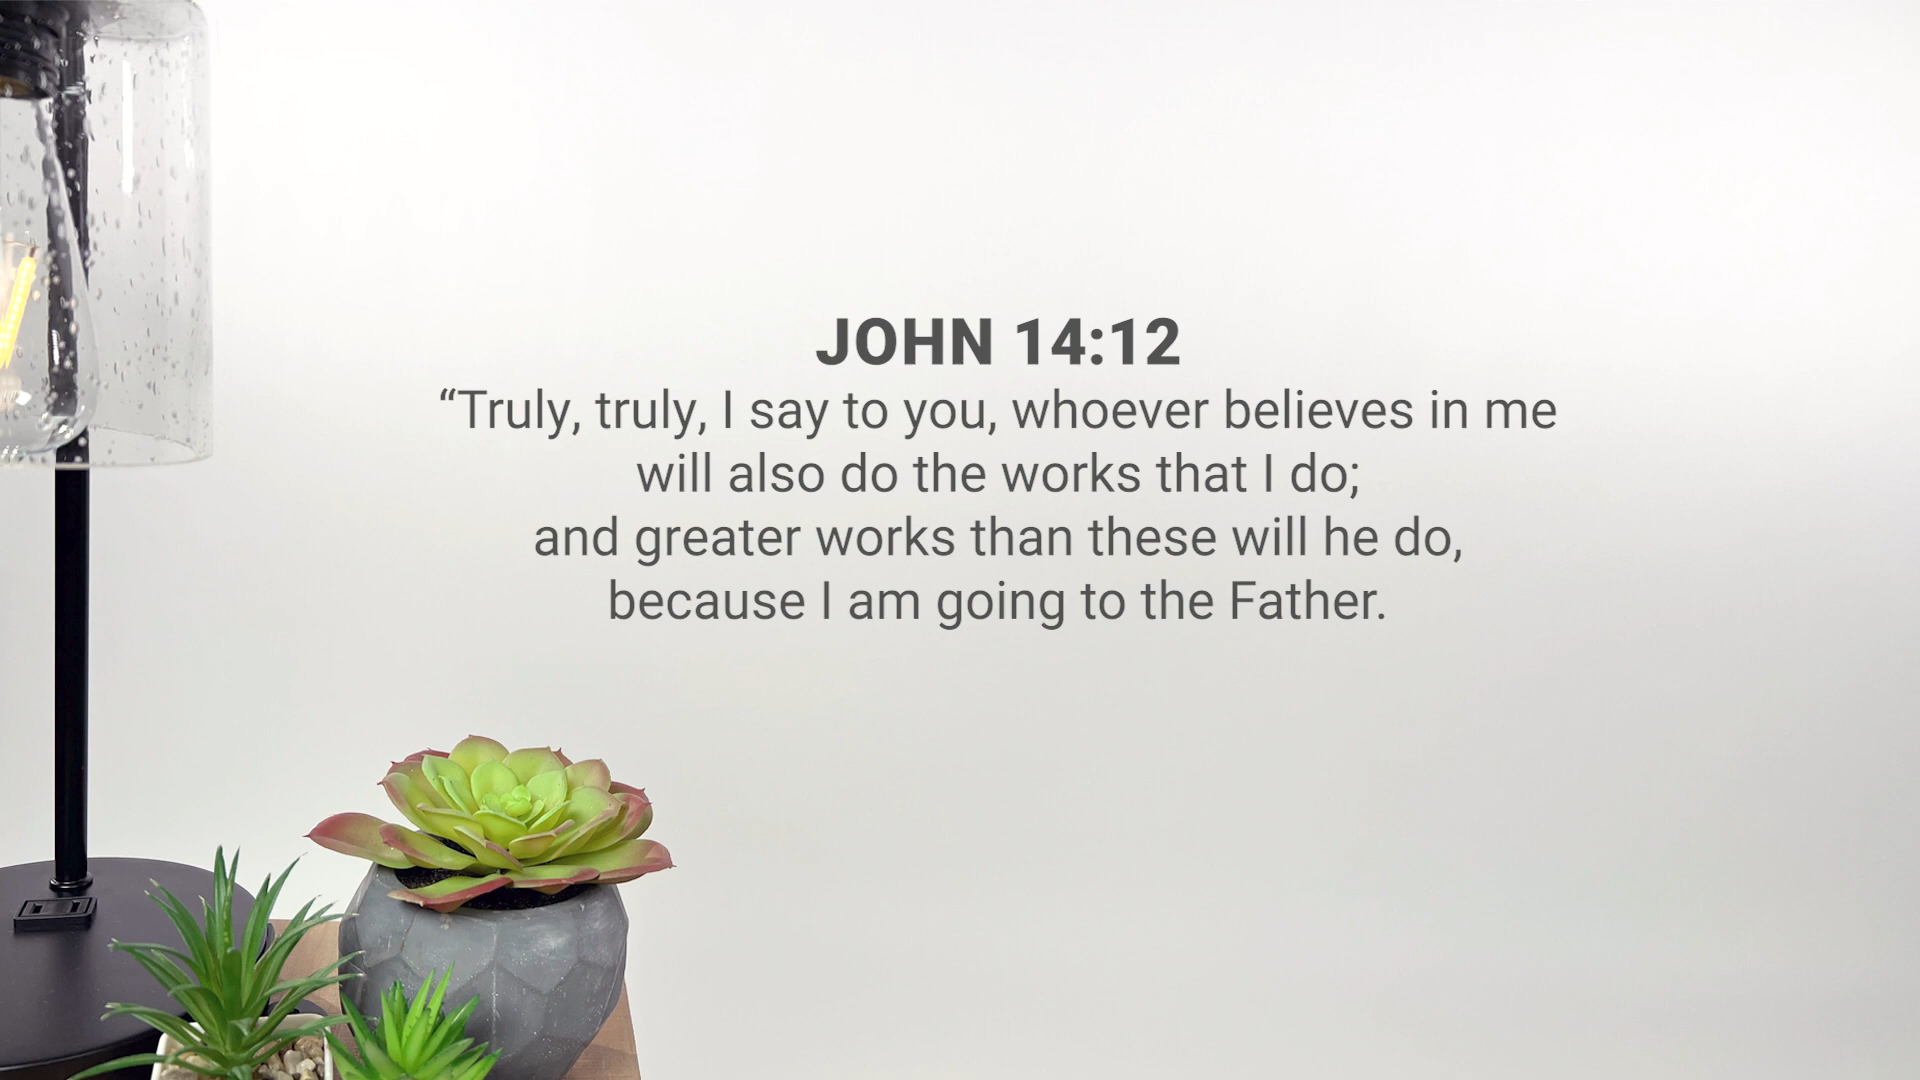 JOHN 14:12
“Truly, truly, I say to you, whoever believes in me
will also do the works that I do;
and greater works than these will he do,
because I am going to the Father.